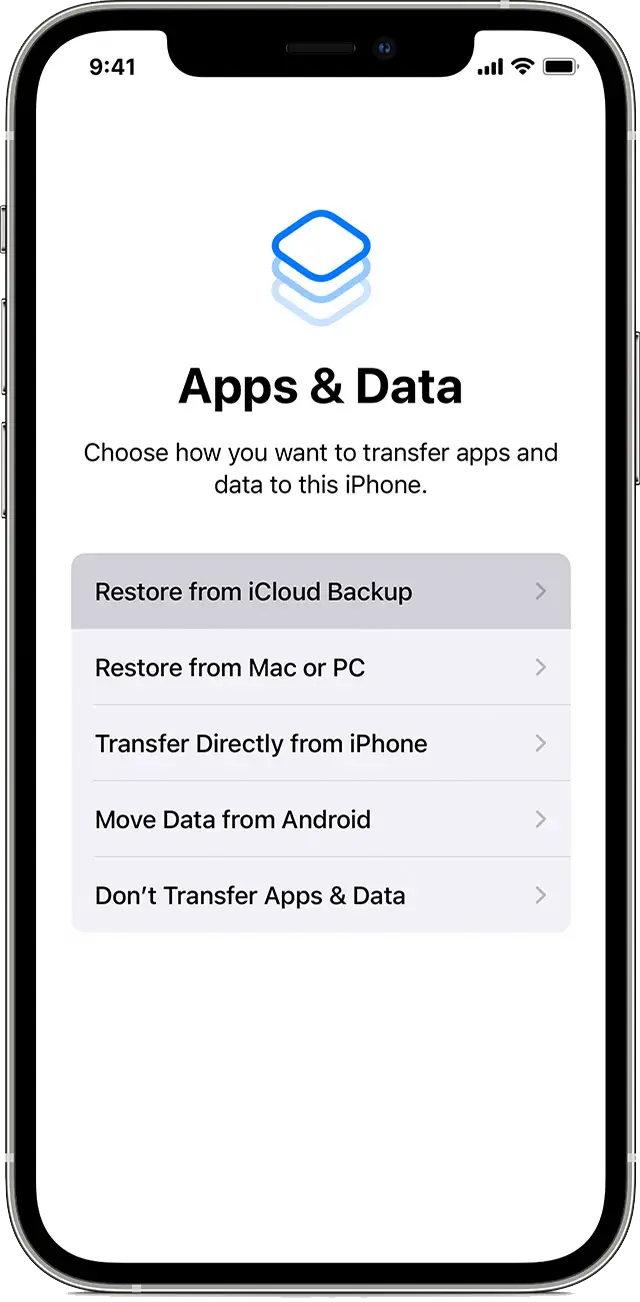 9:41
Apps & Data
Choose how you want to transfer apps and
data to this iPhone.
Restore from iCloud Backup
Restore from Mac or PC
Transfer Directly from iPhone
Move Data from Android
Don’t Transfer Apps & Data